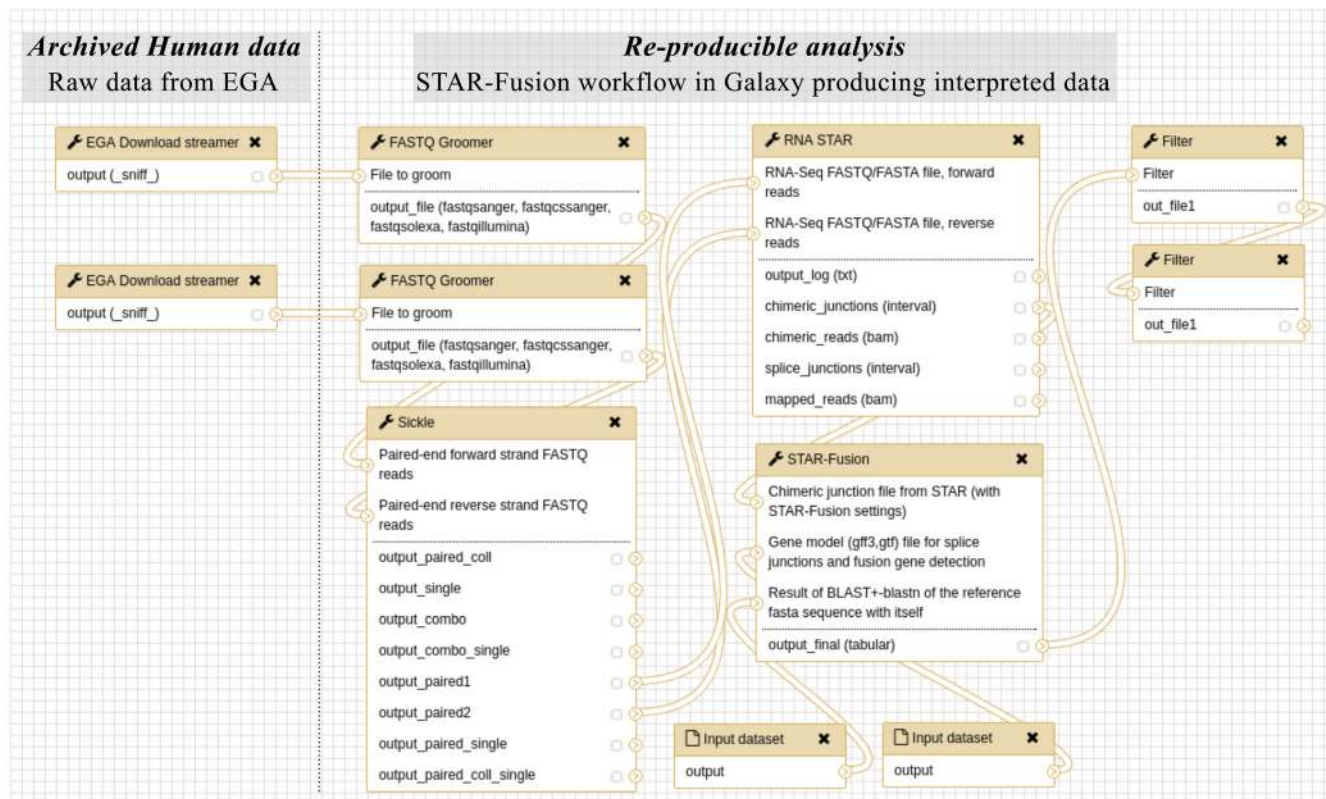 Archived Human data
Raw data from EGA
Re-producible analysis
STAR-Fusion workflow in Galaxy producing interpreted data
EGA Download streamer
output (_sniff_)
EGA Download streamer
output (_sniff_)
FASTQ Groomer
File to groom
output_file (fastqsanger, fastqcssanger,
fastqsolexa, fastqillumina)
FASTQ Groomer
File to groom
output_file (fastqsanger, fastqcssanger,
fastqsolexa, fastqillumina)
Sickle
Paired-end forward strand FASTQ
reads
Paired-end reverse strand FASTQ
reads
output_paired_coll
output_single
output_combo
output_combo_single
output_paired1
output_paired2
output_paired_single
output_paired_coll_single
RNA STAR
RNA-Seq FASTQ/FASTA file, forward
reads
RNA-Seq FASTQ/FASTA file, reverse
reads
output_log (txt)
chimeric_junctions (interval)
chimeric_reads (bam)
splice_junctions (interval)
mapped_reads (bam)
STAR-Fusion
Chimeric junction file from STAR (with
STAR-Fusion settings)
Gene model (gff3,gtf) file for splice
junctions and fusion gene detection
Result of BLAST+-blastn of the reference
fasta sequence with itself
output_final (tabular)
Input dataset
output
Input dataset
output
Filter
Filter
out_file1
Filter
Filter
out_file1